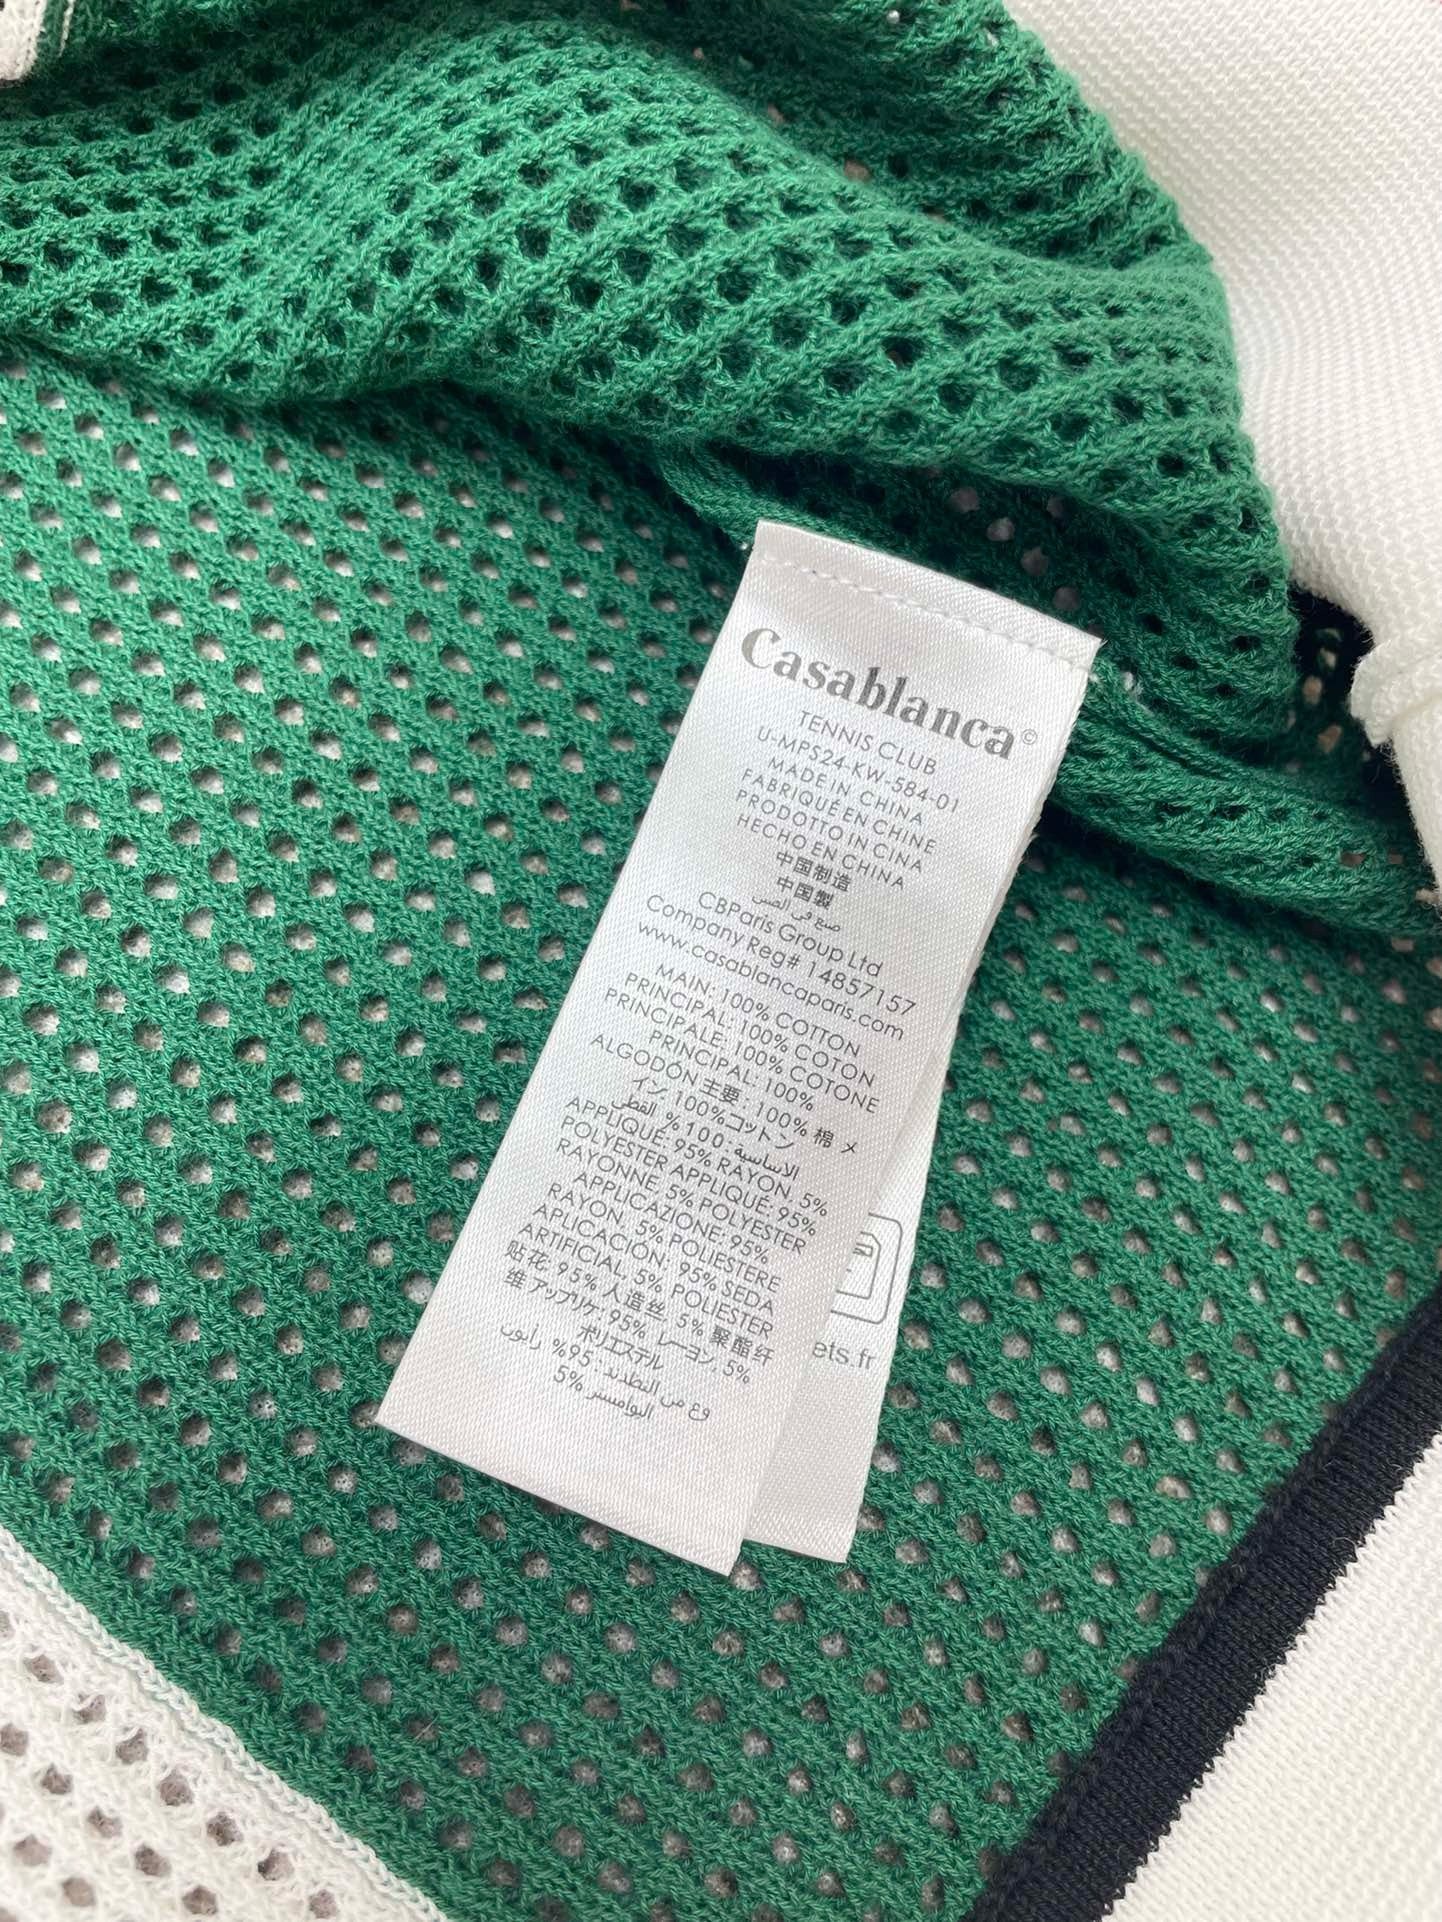 Casablanca©
TENNIS CLUB
U-MPS24-KW-584-01
MADE IN CHINA
FABRIQUÉ EN CHINE
PRODOTTO IN CINA
HECHO EN CHINA
中国制造
中国製
صنع في الصين
CBParis Group Ltd
Company Reg# 14857157
www.casablancaparis.com
MAIN: 100% COTTON
PRINCIPAL: 100% COTON
PRINCIPALE: 100% COTONE
PRINCIPAL: 100%
ALGODÓN 主要: 100% 棉 メ
イン, 100%コットン
الاساسية: 100 % القطن
APPLIQUE: 95% RAYON, 5%
POLYESTER APPLIQUÉ: 95%
RAYONNE, 5% POLYESTER
APPLICAZIONE: 95%
RAYON, 5% POLIESTERE
APLICACIÓN: 95% SEDA
ARTIFICIAL, 5% POLIESTER
贴花, 95% 人造丝, 5% 聚酯纤
维 アップリケ: 95%, レーヨン, 5%
ポリエステル
95% رايون
5%
ets.fr